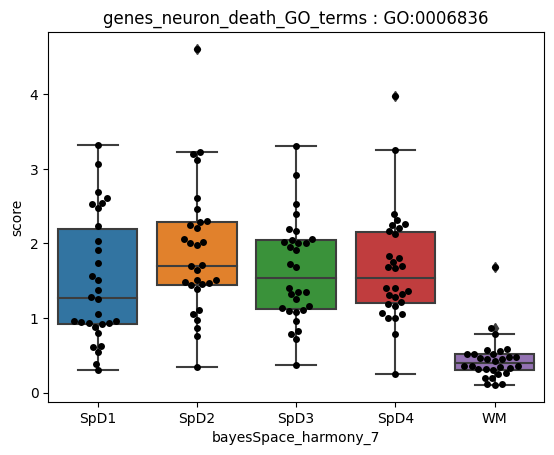 genes_neuron_death_GO_terms : GO:0006836
4
3
2
1
0
score
SpD1 SpD2 SpD3 SpD4 WM
bayesSpace_harmony_7